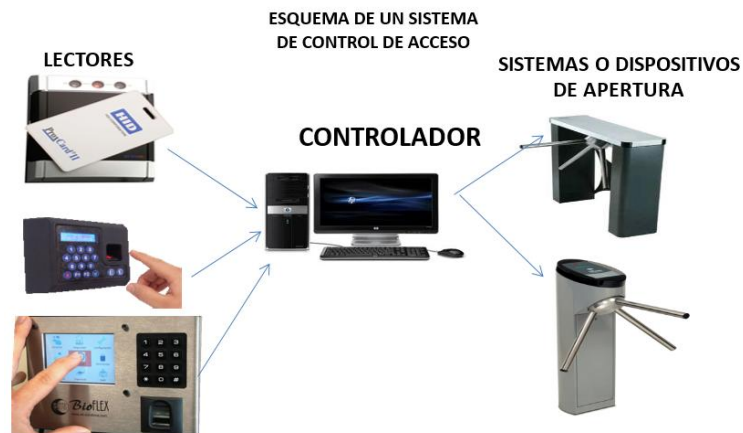 ESQUEMA DE UN SISTEMA
DE CONTROL DE ACCESO
LECTORES
SISTEMAS O DISPOSITIVOS
DE APERTURA
CONTROLADOR
HID
ProxCard II
BioFLEX